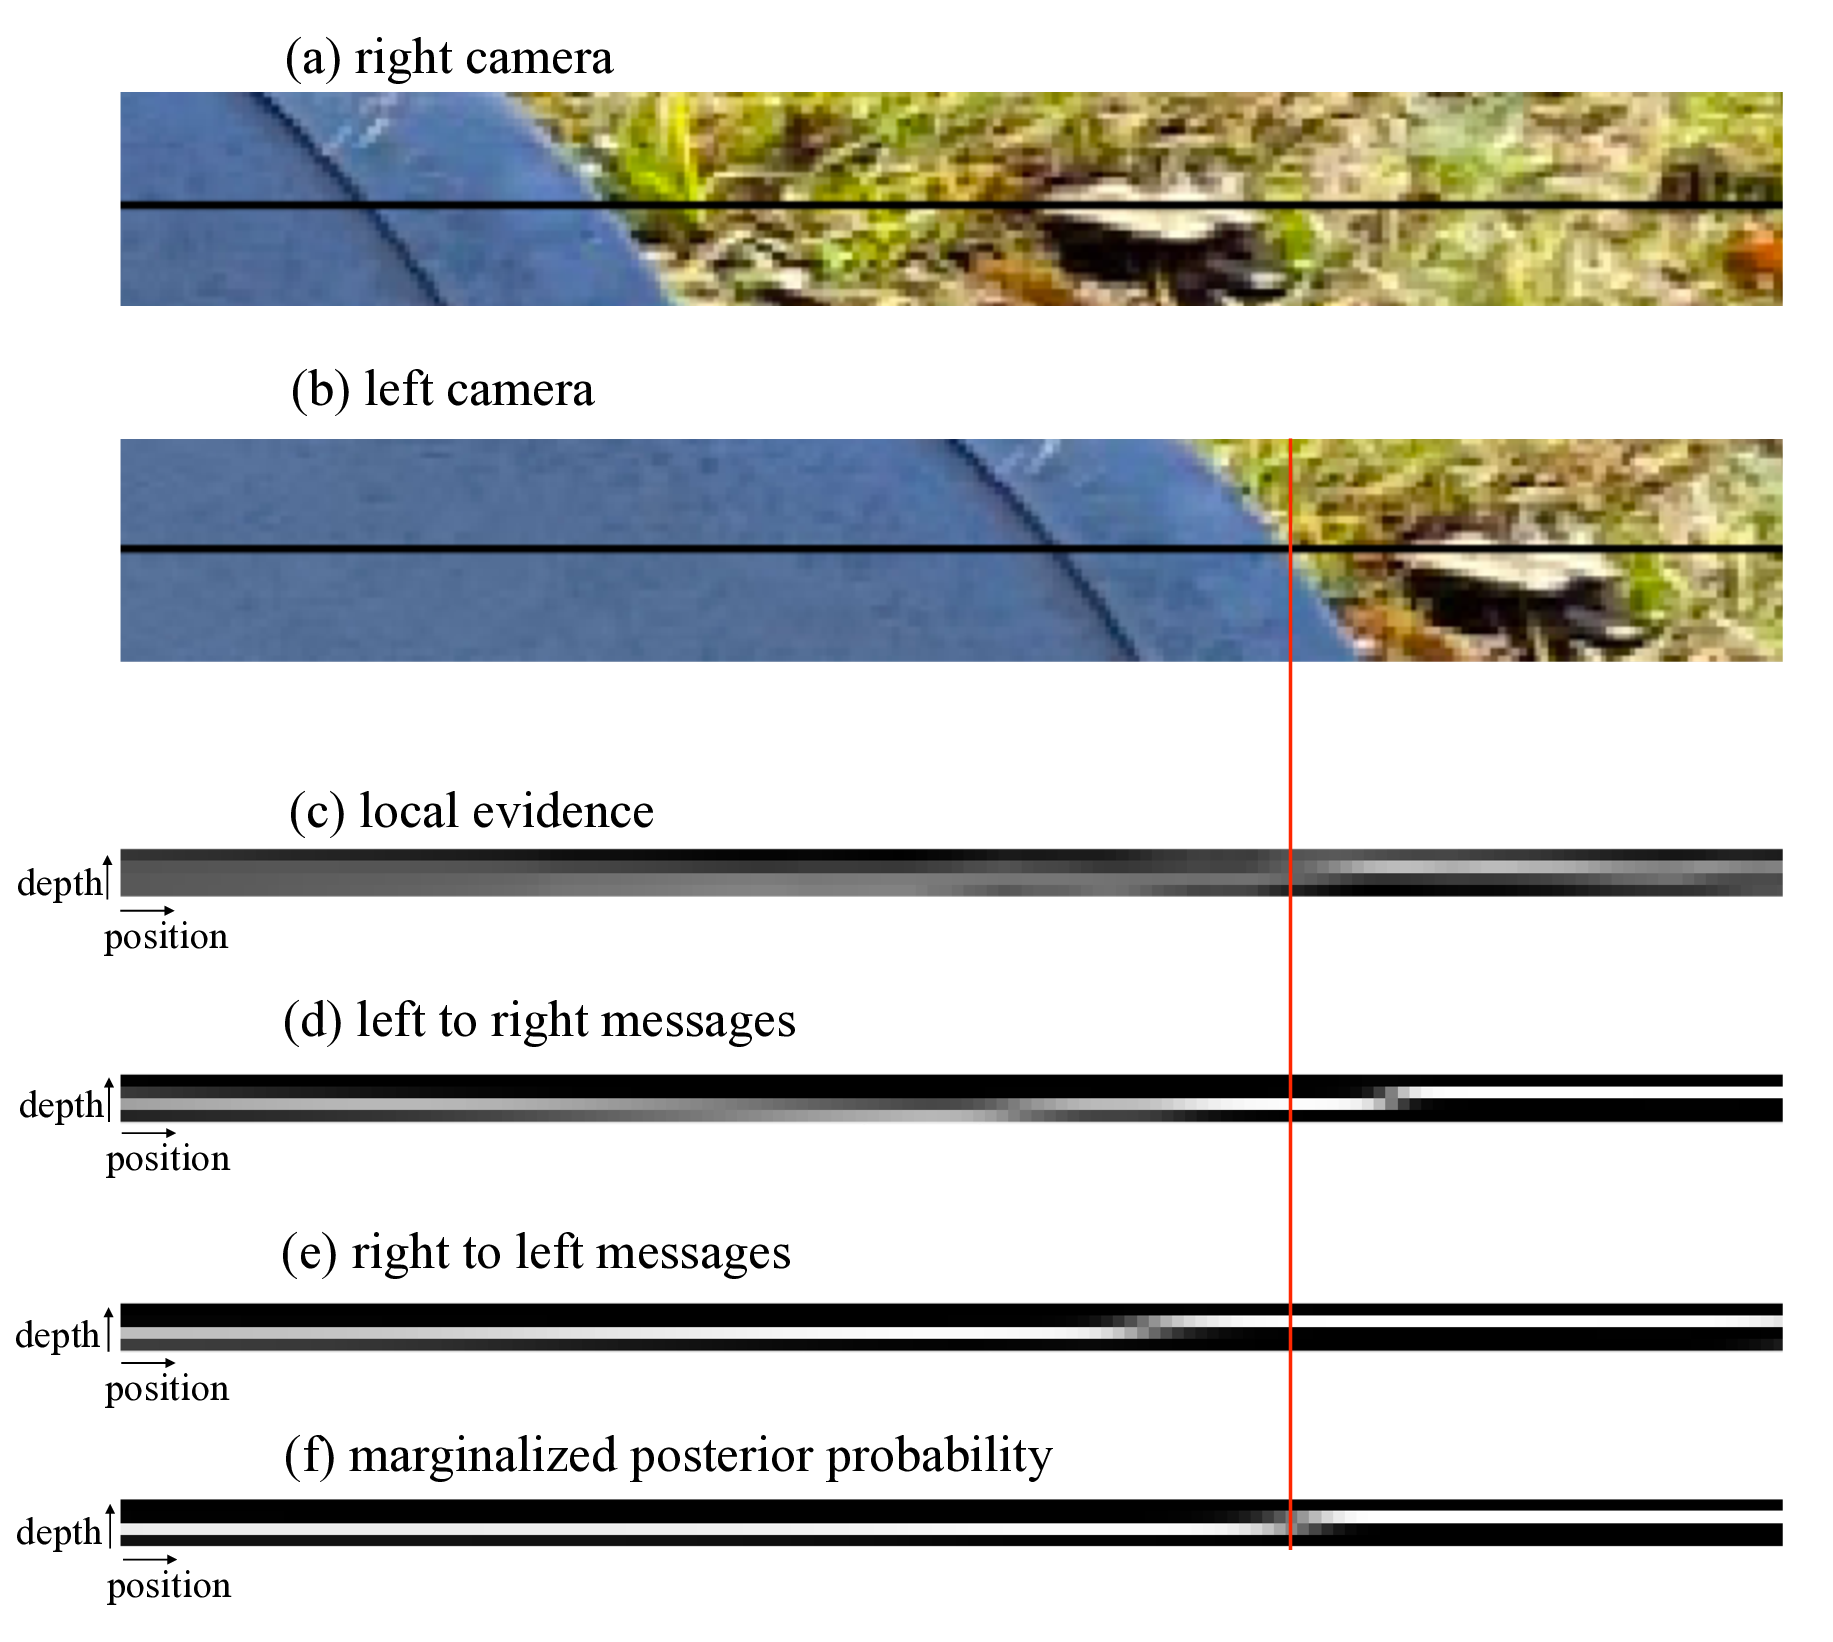 (a) right camera
(b) left camera
(c) local evidence
depth
position
(d) left to right messages
depth
position
(e) right to left messages
depth
position
(f) marginalized posterior probability
depth
position